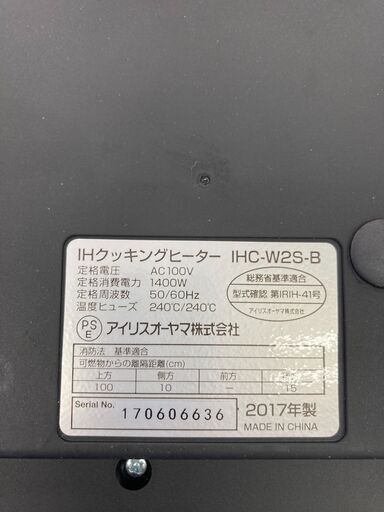 IHクッキングヒーター IHC-W2S-B
定格電圧 AC100V
定格消費電力 1400W
定格周波数 50/60Hz
温度ヒューズ 240℃/240℃
総務省基準適合
型式確認 第IRIH-41号
アイリスオーヤマ株式会社
PS
E
アイリスオーヤマ株式会社
消防法 基準適合
可燃物からの離隔距離(cm)
上方 側方 前方 後方
100 10 - 15
Serial No. 170606636
2017年製
MADE IN CHINA